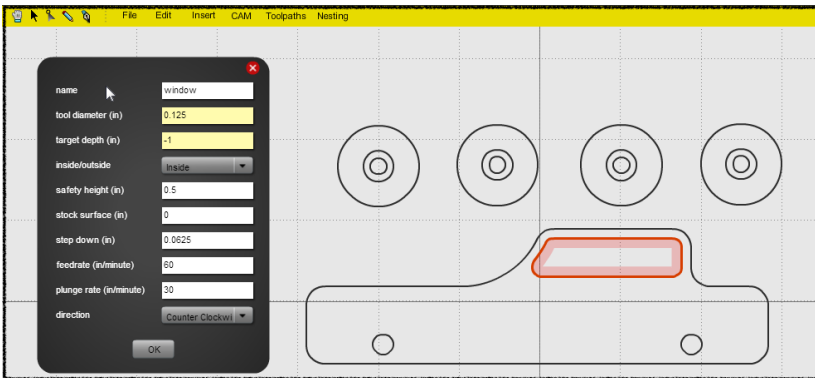 File Edit Insert CAM Toolpaths Nesting
name window
tool diameter (in) 0.125
target depth (in) -1
inside/outside Inside
safety height (in) 0.5
stock surface (in) 0
step down (in) 0.0625
feedrate (in/minute) 60
plunge rate (in/minute) 30
direction Counter Clockwi
OK